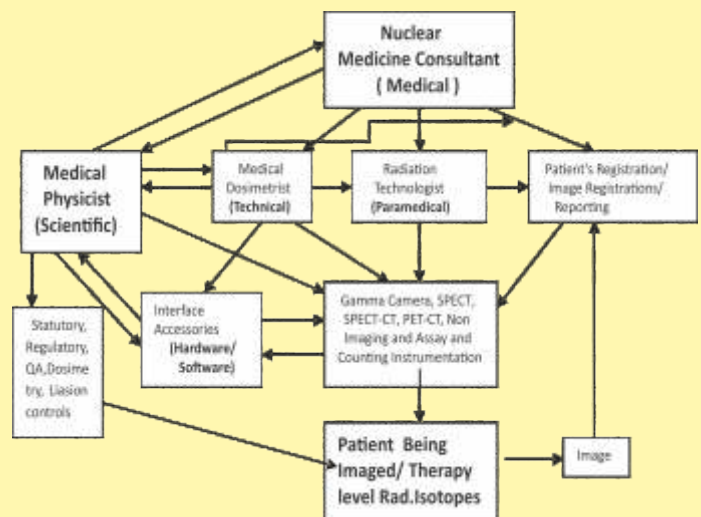 Nuclear
Medicine Consultant
( Medical )
Medical
Physicist
(Scientific)
Medical
Dosimetrist
(Technical)
Radiation
Technologist
(Paramedical)
Patient's Registration/
Image Registrations/
Reporting
Statutory,
Regulatory,
QA,Dosime
try, Liasion
controls
Interface
Accessories
(Hardware/
Software)
Gamma Camera, SPECT,
SPECT-CT, PET-CT, Non
Imaging and Assay and
Counting Instrumentation
Patient Being
Imaged/ Therapy
level Rad.Isotopes
Image